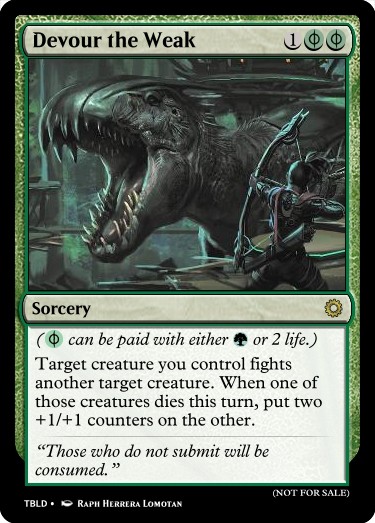 Devour the Weak 1
Sorcery
( can be paid with either or 2 life.)
Target creature you control fights
another target creature. When one of
those creatures dies this turn, put two
+1/+1 counters on the other.
“Those who do not submit will be
consumed.”
(NOT FOR SALE)
TBLD • Raph Herrera Lomotan